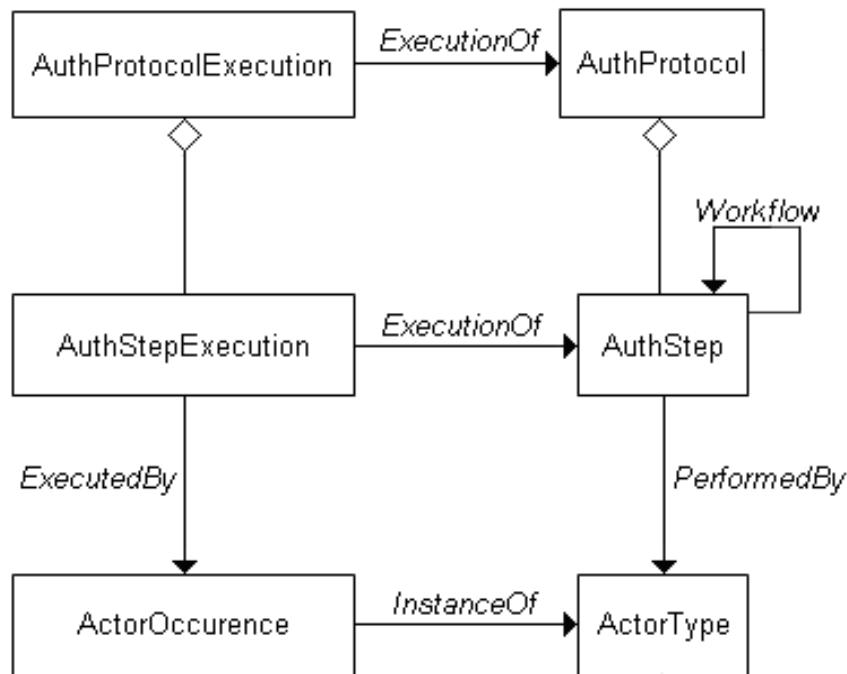 ExecutionOf
AuthProtocolExecution
AuthProtocol
Workflow
ExecutionOf
AuthStepExecution
AuthStep
ExecutedBy
PerformedBy
InstanceOf
ActorOccurence
ActorType